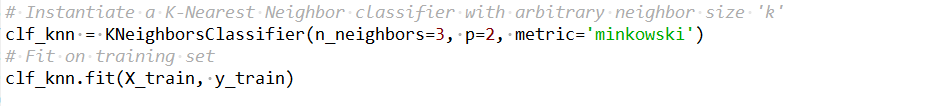 # Instantiate a K-Nearest Neighbor classifier with arbitrary neighbor size 'k'
clf_knn = KNeighborsClassifier(n_neighbors=3, p=2, metric='minkowski')
# Fit on training set
clf_knn.fit(X_train, y_train)